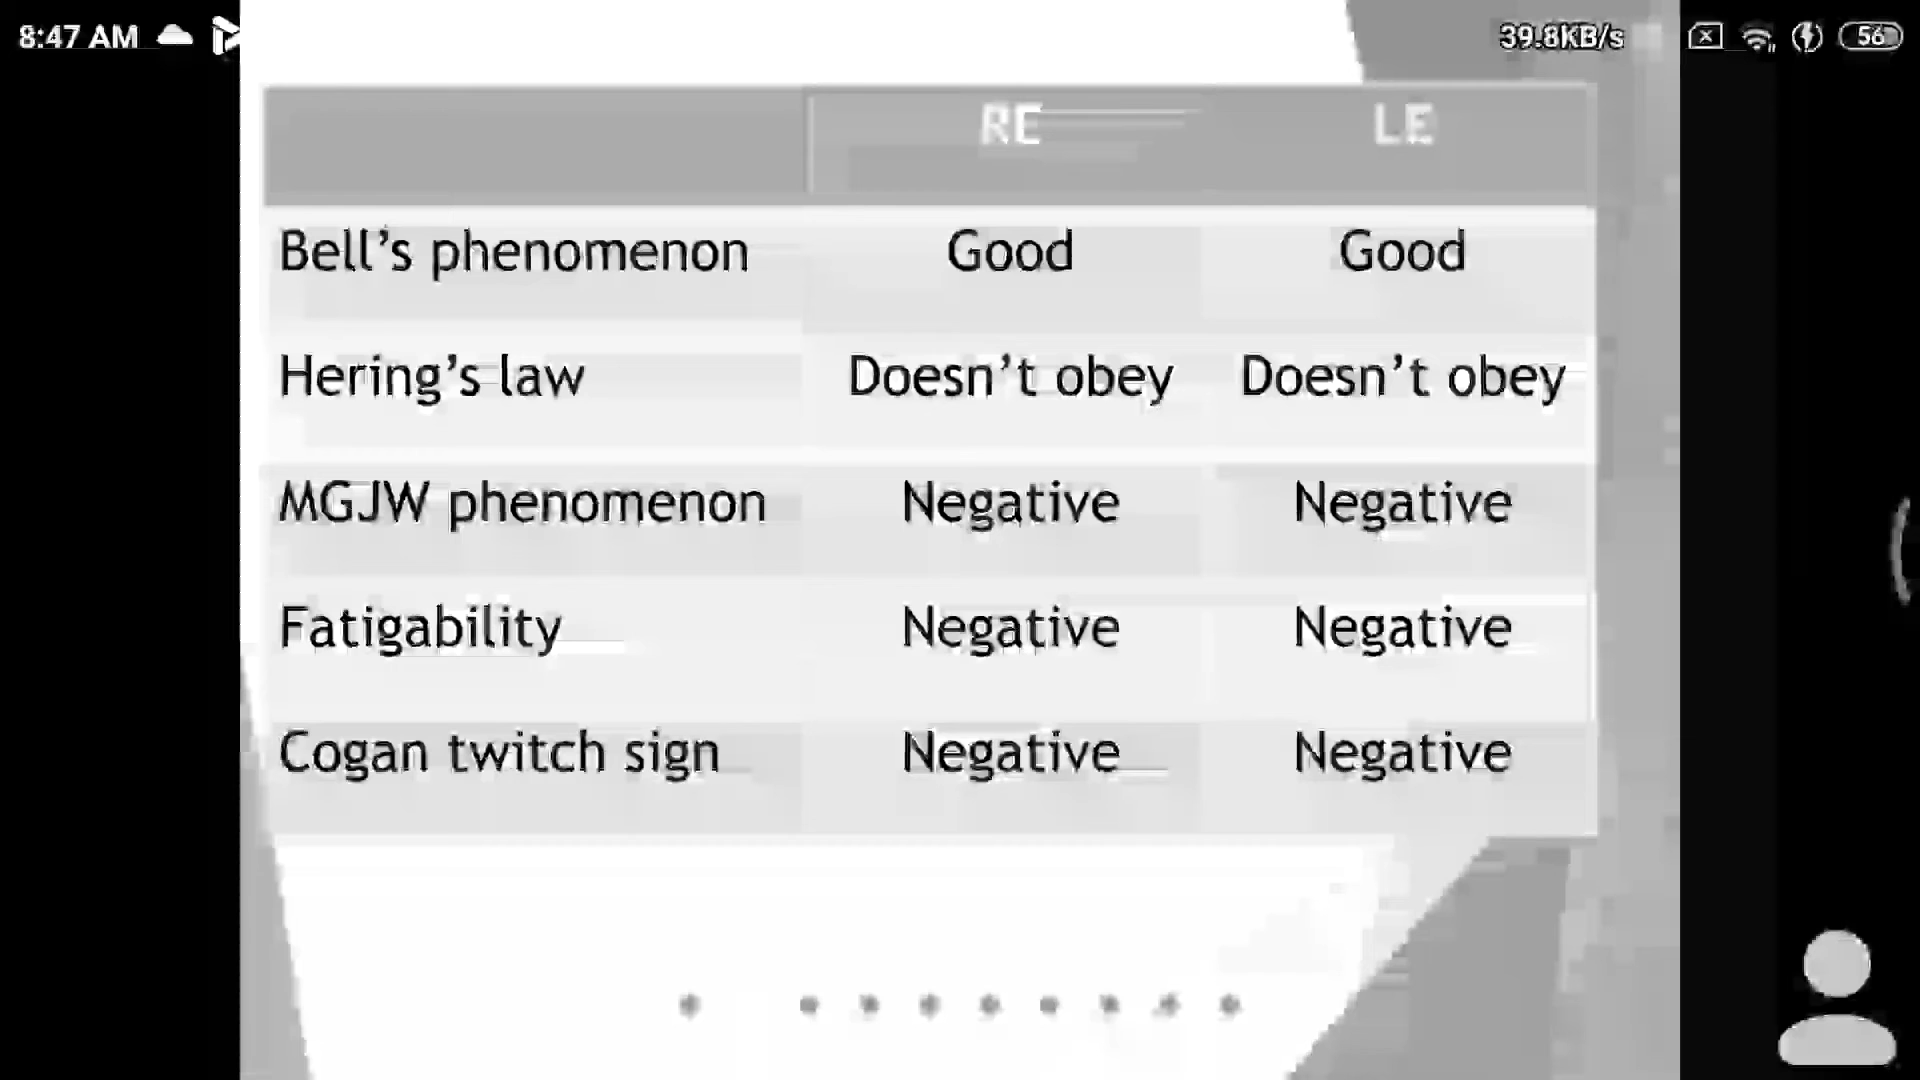 8:47 AM
39.8KB/s
56
RE LE
Bell’s phenomenon Good Good
Hering’s law Doesn’t obey Doesn’t obey
MGJW phenomenon Negative Negative
Fatigability Negative Negative
Cogan twitch sign Negative Negative